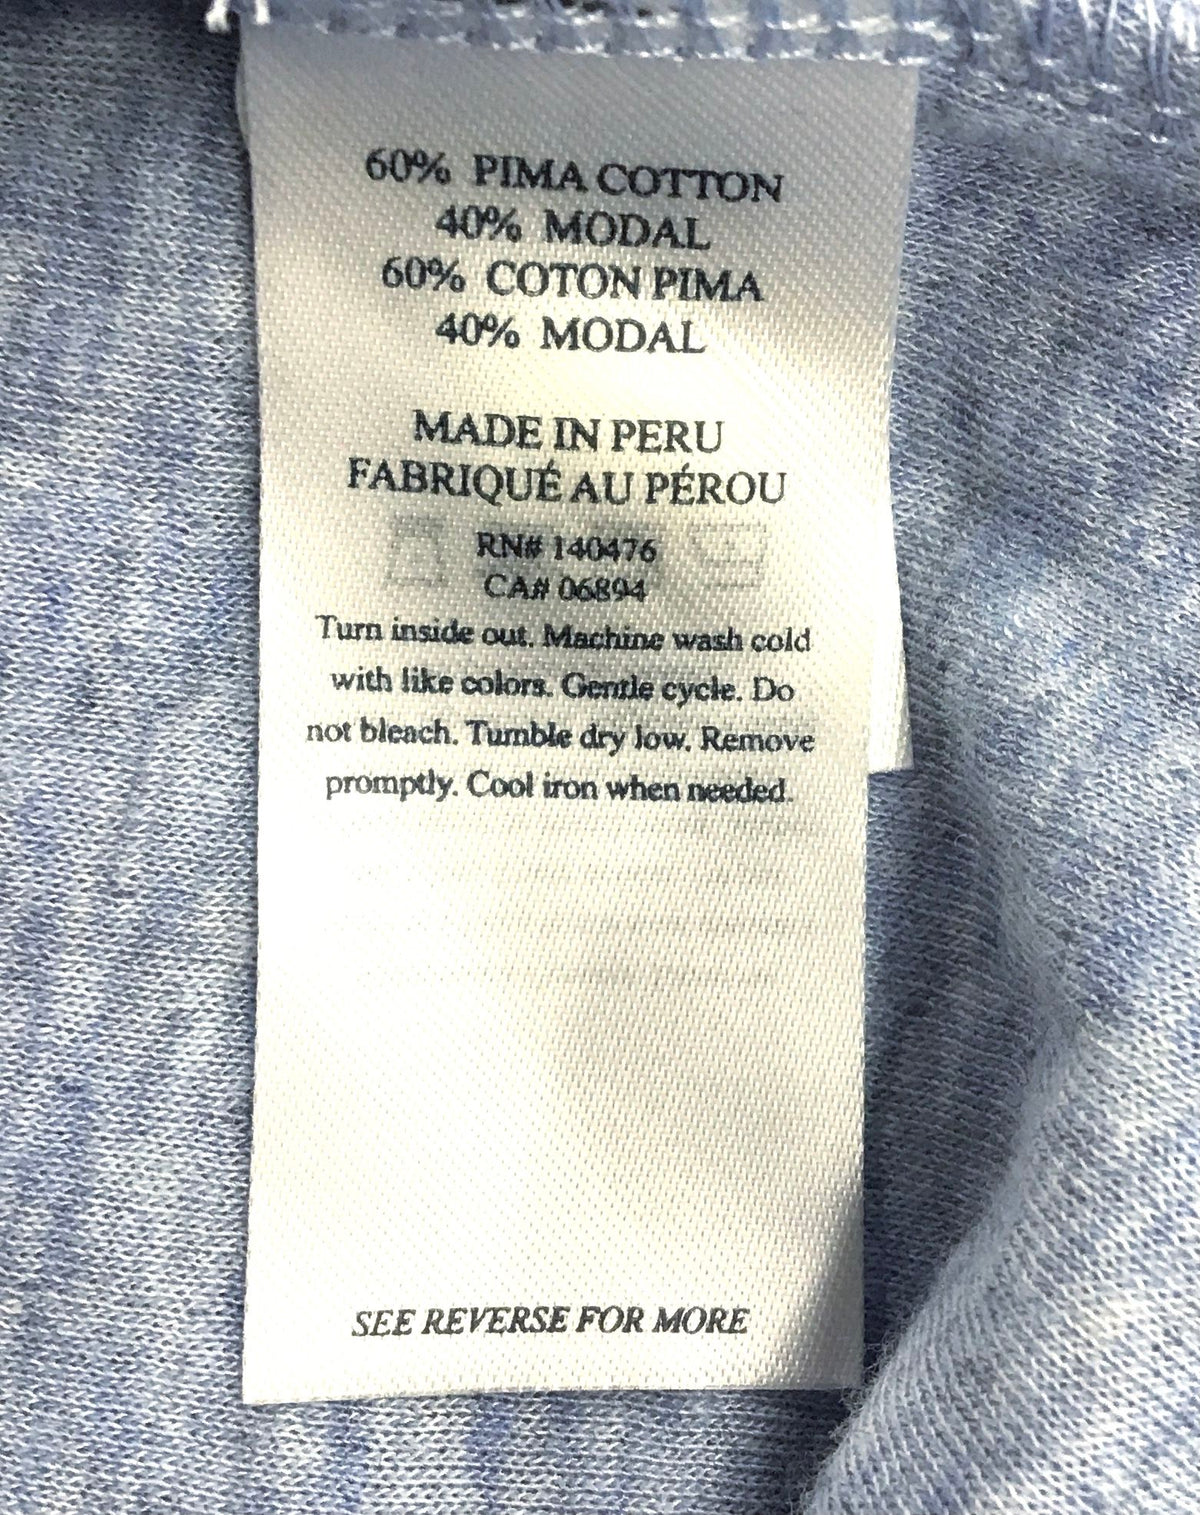 60% PIMA COTTON
40% MODAL
60% COTON PIMA
40% MODAL
MADE IN PERU
FABRIQUÉ AU PÉROU
RN# 140476
CA# 06894
Turn inside out. Machine wash cold
with like colors. Gentle cycle. Do
not bleach. Tumble dry low. Remove
promptly. Cool iron when needed.
SEE REVERSE FOR MORE